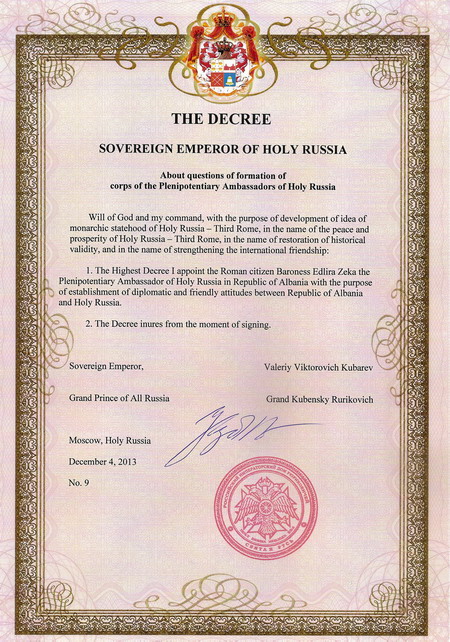 THE DECREE
SOVEREIGN EMPEROR OF HOLY RUSSIA
About questions of formation of
corps of the Plenipotentiary Ambassadors of Holy Russia
Will of God and my command, with the purpose of development of idea of
monarchic statehood of Holy Russia – Third Rome, in the name of the peace and
prosperity of Holy Russia – Third Rome, in the name of restoration of historical
validity, and in the name of strengthening the international friendship:
1. The Highest Decree I appoint the Roman citizen Baroness Edlira Zeka the
Plenipotentiary Ambassador of Holy Russia in Republic of Albania with the purpose
of establishment of diplomatic and friendly attitudes between Republic of Albania
and Holy Russia.
2. The Decree inures from the moment of signing.
Sovereign Emperor, Valeriy Viktorovich Kubarev
Grand Prince of All Russia Grand Kubensky Rurikovich
Moscow, Holy Russia
December 4, 2013
No. 9
СВЯТАЯ РУСЬ